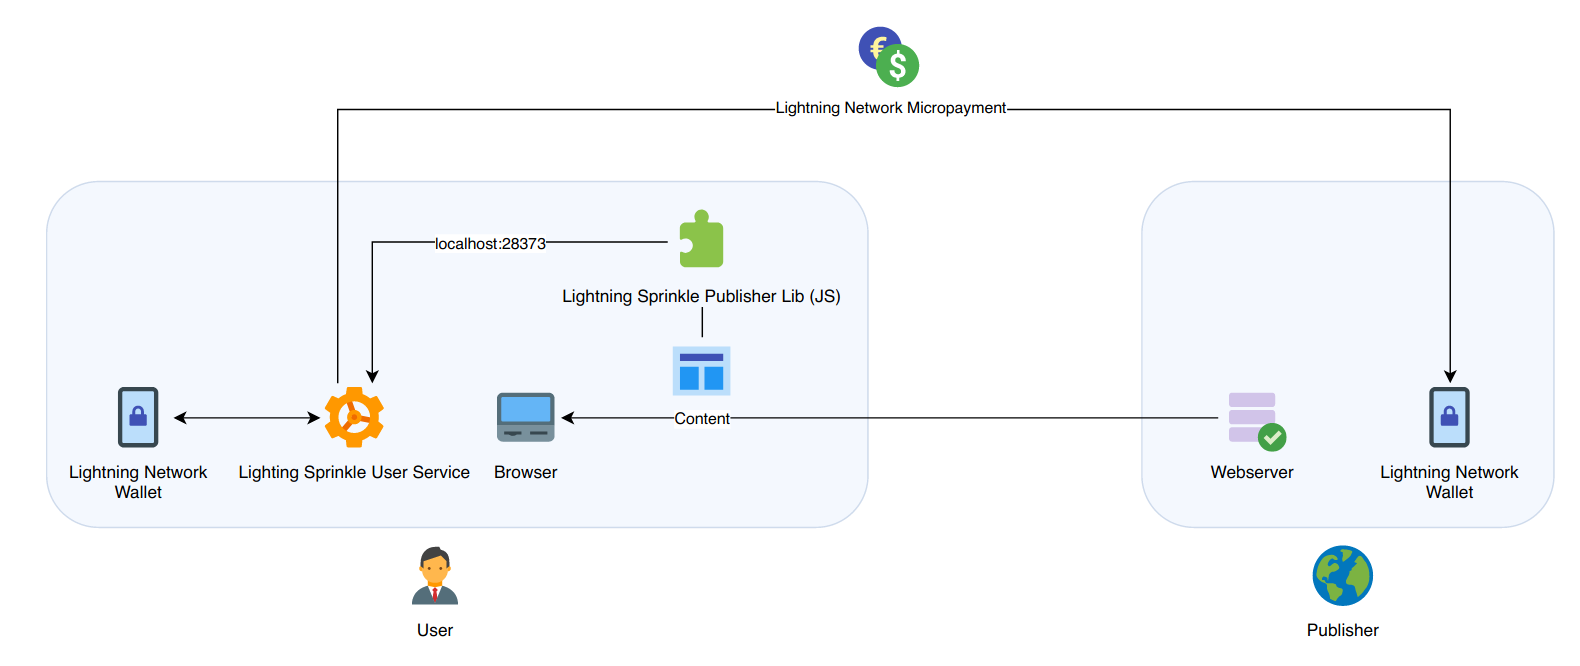 €
$
Lightning Network Micropayment
localhost:28373
Lightning Sprinkle Publisher Lib (JS)
Content
Lightning Network
Wallet
Lighting Sprinkle User Service
Browser
Webserver
Lightning Network
Wallet
User
Publisher